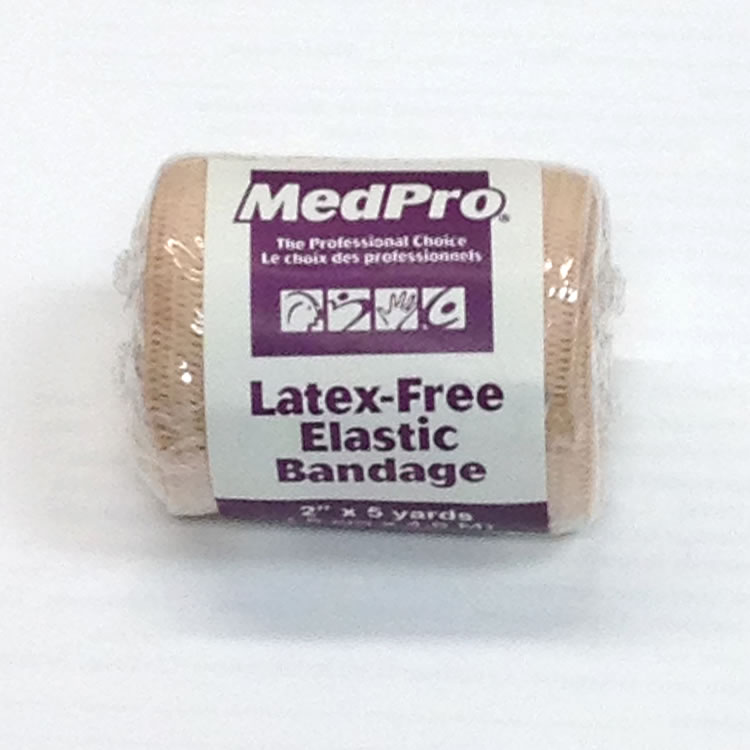 MedPro®
The Professional Choice
Le choix des professionnels
Latex-Free
Elastic
Bandage
2" x 5 yards